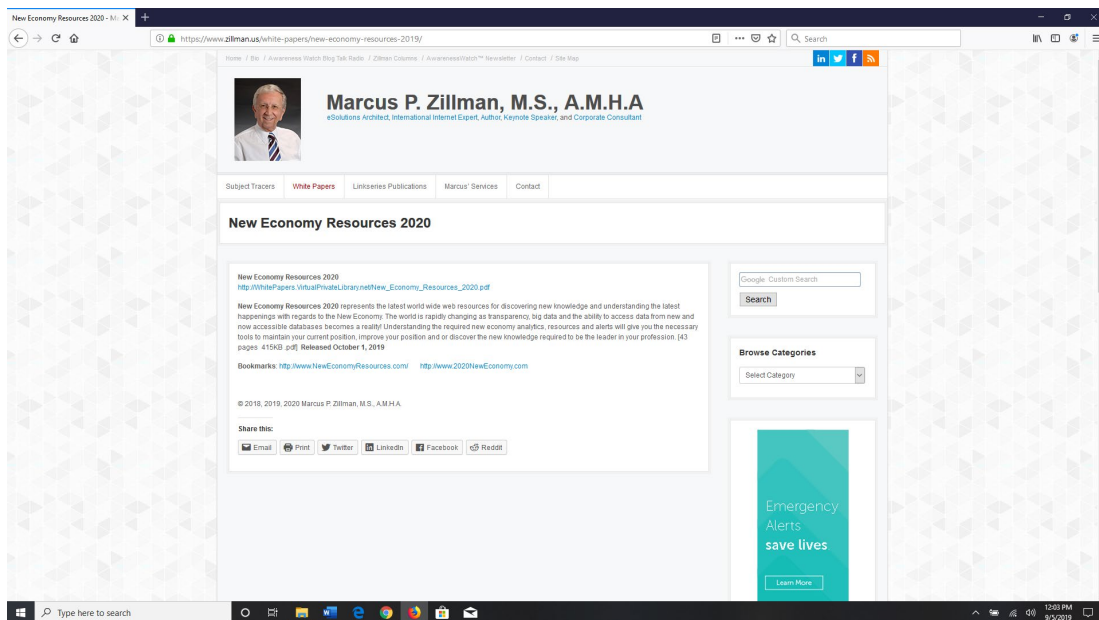 New Economy Resources 2020 - Ma
https://www.zillman.us/white-papers/new-economy-resources-2019/
Search
Home / Bio / Awareness Watch Blog Talk Radio / Zillman Columns / AwarenessWatch™ Newsletter / Contact / Site Map
Marcus P. Zillman, M.S., A.M.H.A
eSolutions Architect, International Internet Expert, Author, Keynote Speaker, and Corporate Consultant
Subject Tracers White Papers Linkseries Publications Marcus' Services Contact
New Economy Resources 2020
New Economy Resources 2020
http://WhitePapers.VirtualPrivateLibrary.net/New_Economy_Resources_2020.pdf
New Economy Resources 2020 represents the latest world wide web resources for discovering new knowledge and understanding the latest
happenings with regards to the New Economy. The world is rapidly changing as transparency, big data and the ability to access data from new and
now accessible databases becomes a reality! Understanding the required new economy analytics, resources and alerts will give you the necessary
tools to maintain your current position, improve your position and or discover the new knowledge required to be the leader in your profession. [43
pages 415KB .pdf] Released October 1, 2019
Bookmarks: http://www.NewEconomyResources.com/ http://www.2020NewEconomy.com
© 2018, 2019, 2020 Marcus P. Zillman, M.S., A.M.H.A.
Share this:
Email Print Twitter LinkedIn Facebook Reddit
Google Custom Search
Search
Browse Categories
Select Category
Emergency
Alerts
save lives
Learn More
Type here to search
12:03 PM
9/5/2019